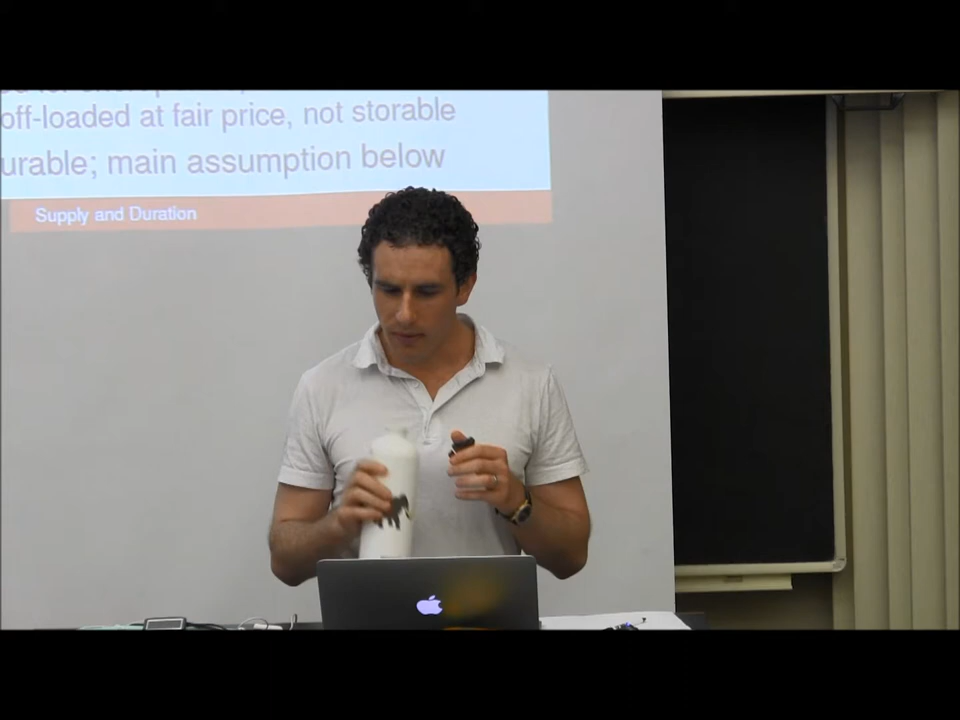 off-loaded at fair price, not storable
urable; main assumption below
Supply and Duration